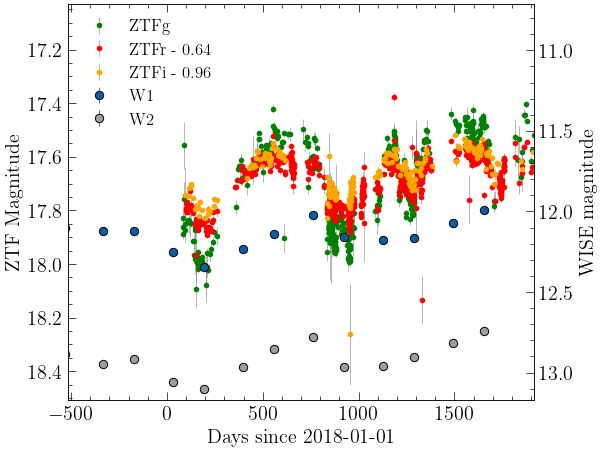 ZTFg
ZTFr - 0.64
ZTFi - 0.96
W1
W2
17.2
17.4
17.6
17.8
18.0
18.2
18.4
ZTF Magnitude
11.0
11.5
12.0
12.5
13.0
WISE magnitude
-500 0 500 1000 1500
Days since 2018-01-01